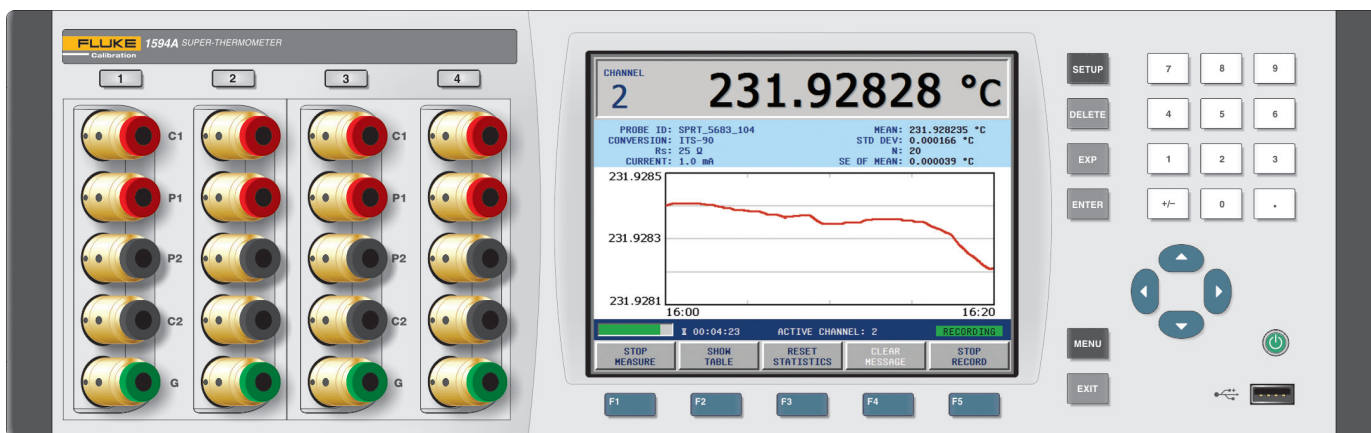 FLUKE 1594A SUPER-THERMOMETER
Calibration
1 2 3 4
C1 C1
P1 P1
P2 P2
C2 C2
G G
CHANNEL
2 231.92828 °C
PROBE ID: SPRT_5683_104 MEAN: 231.928235 °C
CONVERSION: ITS-90 STD DEV: 0.000166 °C
Rs: 25 Ω N: 20
CURRENT: 1.0 mA SE OF MEAN: 0.000039 °C
231.9285
231.9283
231.9281
16:00 16:20
00:04:23 ACTIVE CHANNEL: 2 RECORDING
STOP MEASURE
SHOW TABLE
RESET STATISTICS
CLEAR MESSAGE
STOP RECORD
F1 F2 F3 F4 F5
SETUP 7 8 9
DELETE 4 5 6
EXP 1 2 3
ENTER +/− 0 .
MENU
EXIT